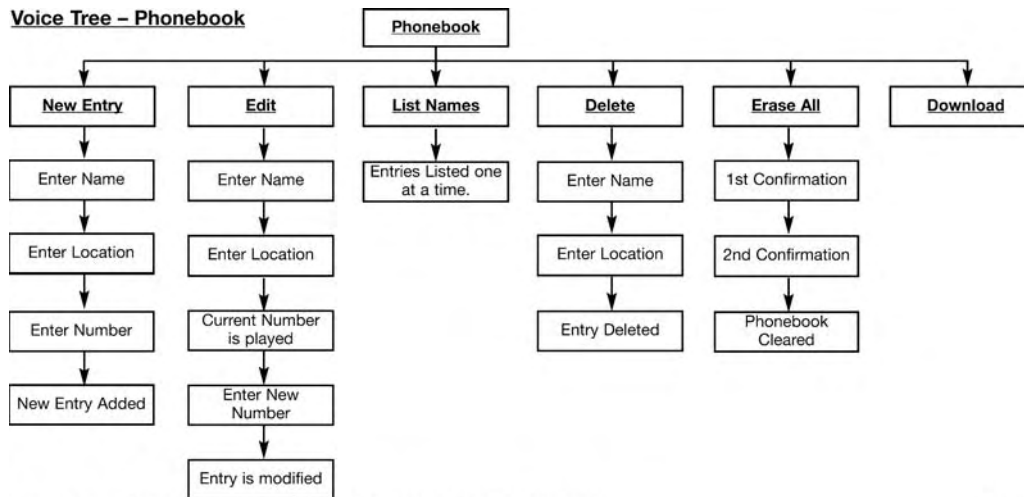 Voice Tree – Phonebook
Phonebook
New Entry
Edit
List Names
Delete
Erase All
Download
Enter Name
Enter Name
Entries Listed one
at a time.
Enter Name
1st Confirmation
Enter Location
Enter Location
Enter Location
2nd Confirmation
Enter Number
Current Number
is played
Entry Deleted
Phonebook
Cleared
New Entry Added
Enter New
Number
Entry is modified